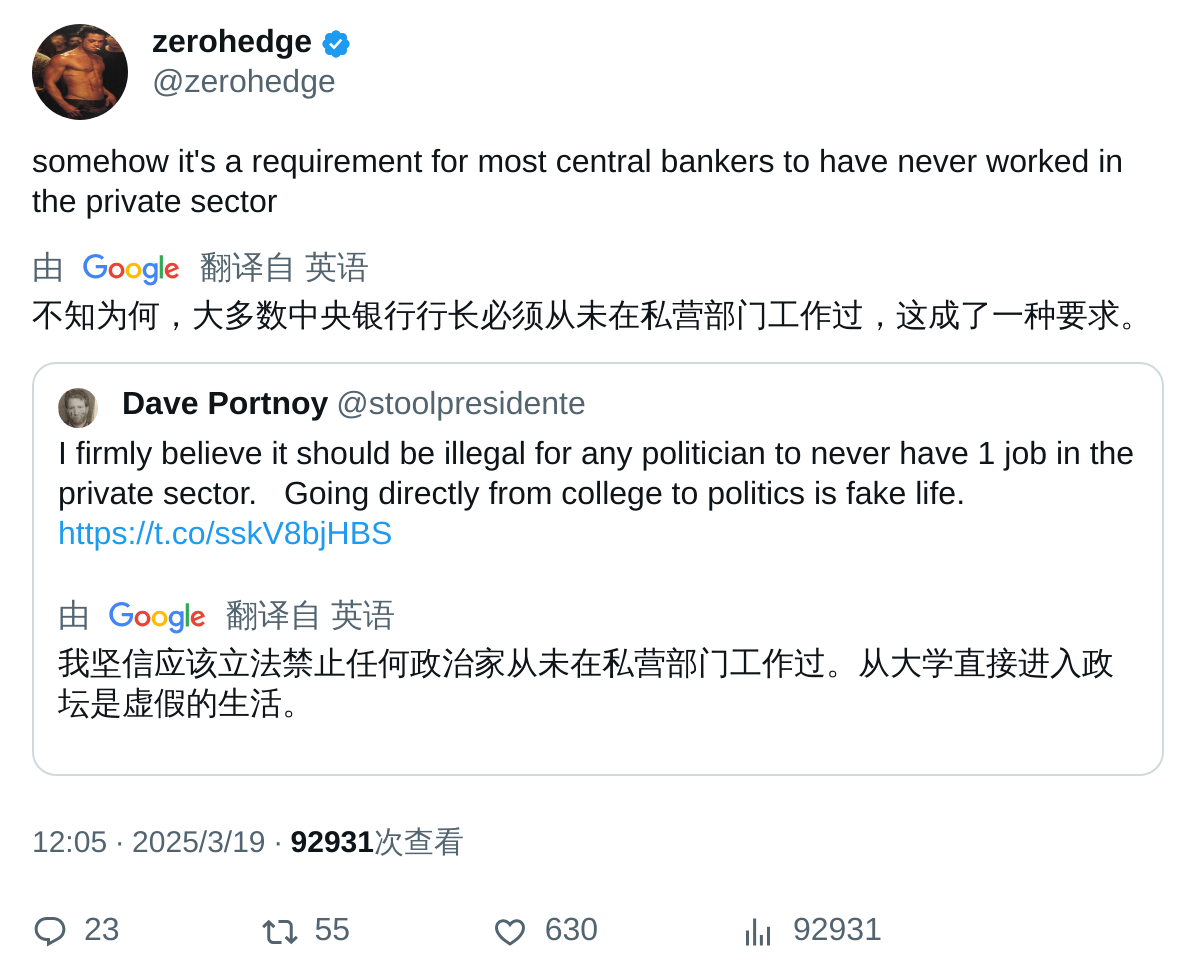 zerohedge
@zerohedge
somehow it's a requirement for most central bankers to have never worked in
the private sector
由 Google 翻译自 英语
不知为何，大多数中央银行行长必须从未在私营部门工作过，这成了一种要求。
Dave Portnoy @stoolpresidente
I firmly believe it should be illegal for any politician to never have 1 job in the
private sector.   Going directly from college to politics is fake life.
https://t.co/sskV8bjHBS
由 Google 翻译自 英语
我坚信应该立法禁止任何政治家从未在私营部门工作过。从大学直接进入政
坛是虚假的生活。
12:05 · 2025/3/19 · 92931次查看
23 55 630 92931